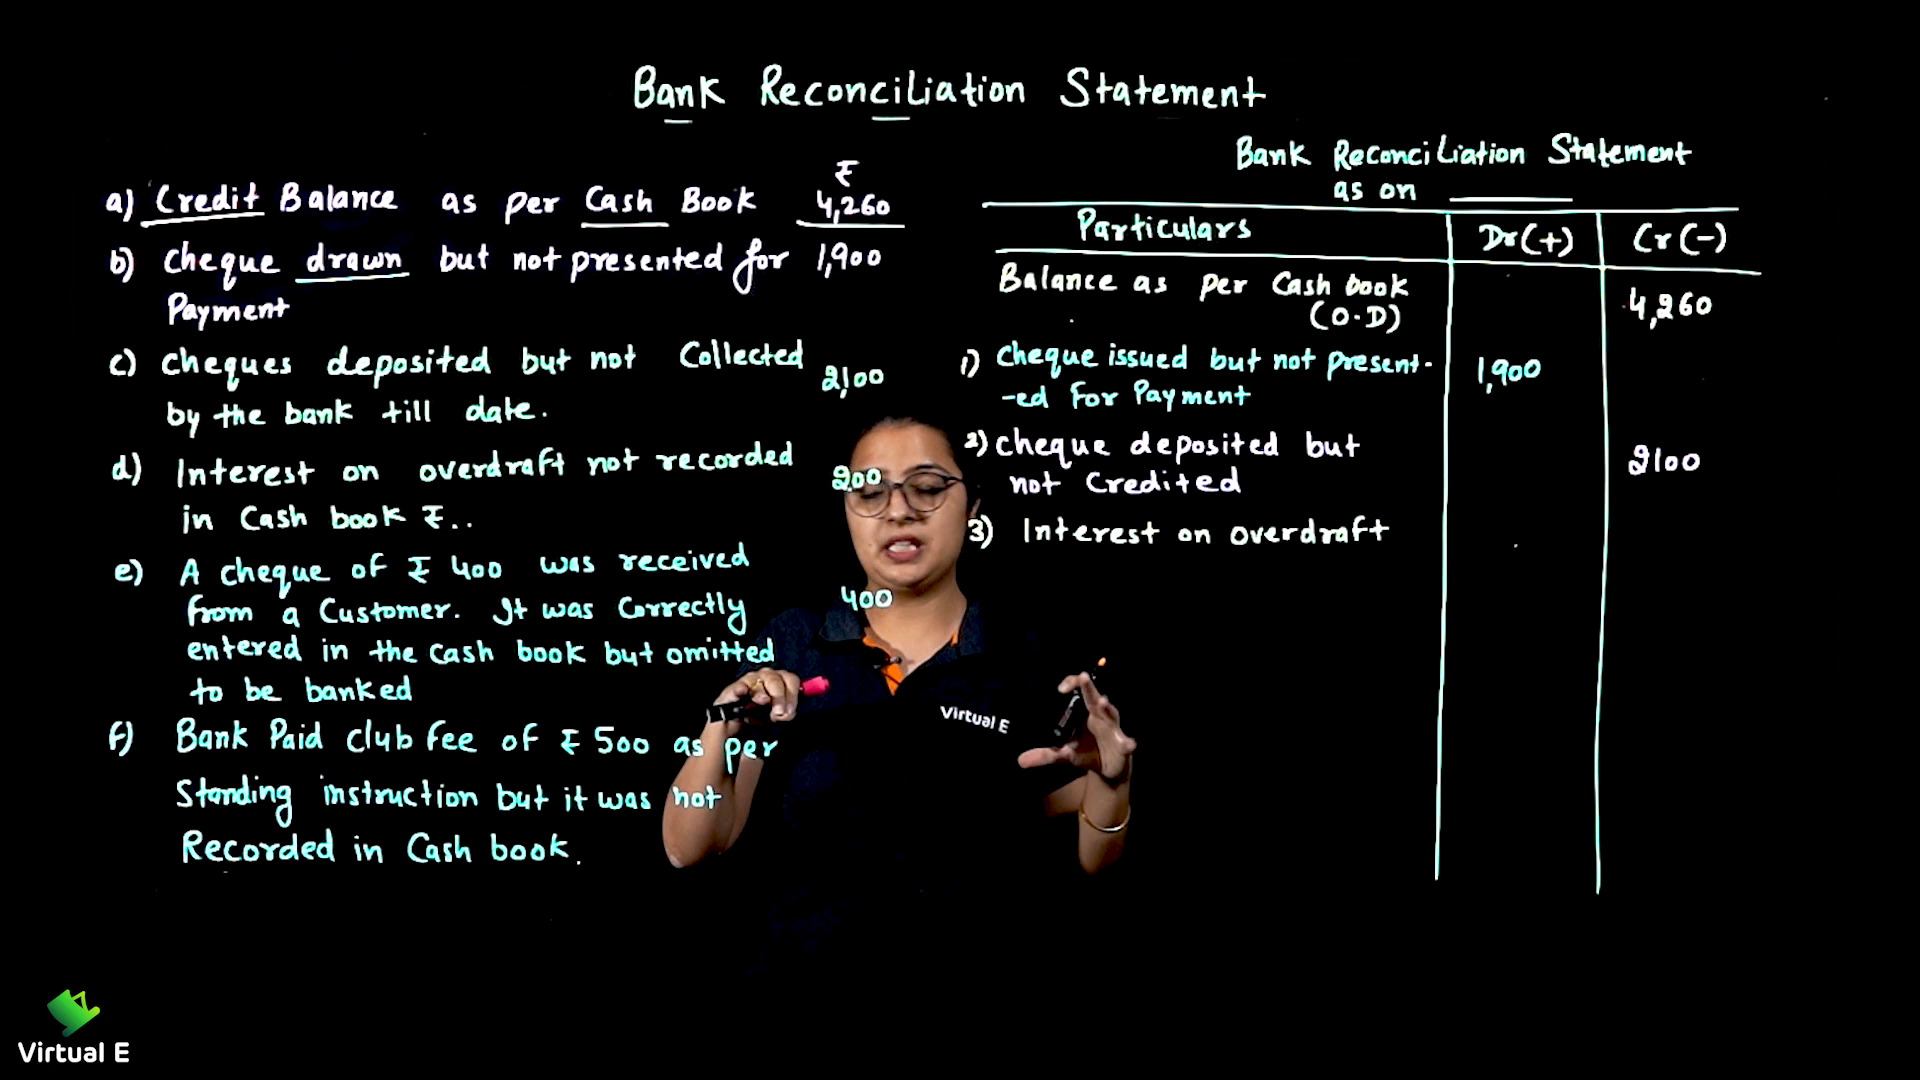 Bank Reconciliation Statement
₹
a) Credit Balance as per Cash Book 4,260
b) Cheque drawn but not presented for 1,900
Payment
c) Cheques deposited but not Collected
by the bank till date. 2,100
d) Interest on overdraft not recorded 200
in Cash book ₹..
e) A cheque of ₹ 400 was received
from a Customer. It was Correctly 400
entered in the Cash book but omitted
to be banked
f) Bank Paid club fee of ₹ 500 as per
Standing instruction but it was not
Recorded in Cash book.
Bank Reconciliation Statement
as on
Particulars Dr (+) Cr (-)
Balance as per Cash book
(O.D) 4,260
1) Cheque issued but not present- 1,900
-ed For Payment
2) cheque deposited but
not Credited 2100
3) Interest on overdraft
Virtual E
Virtual E